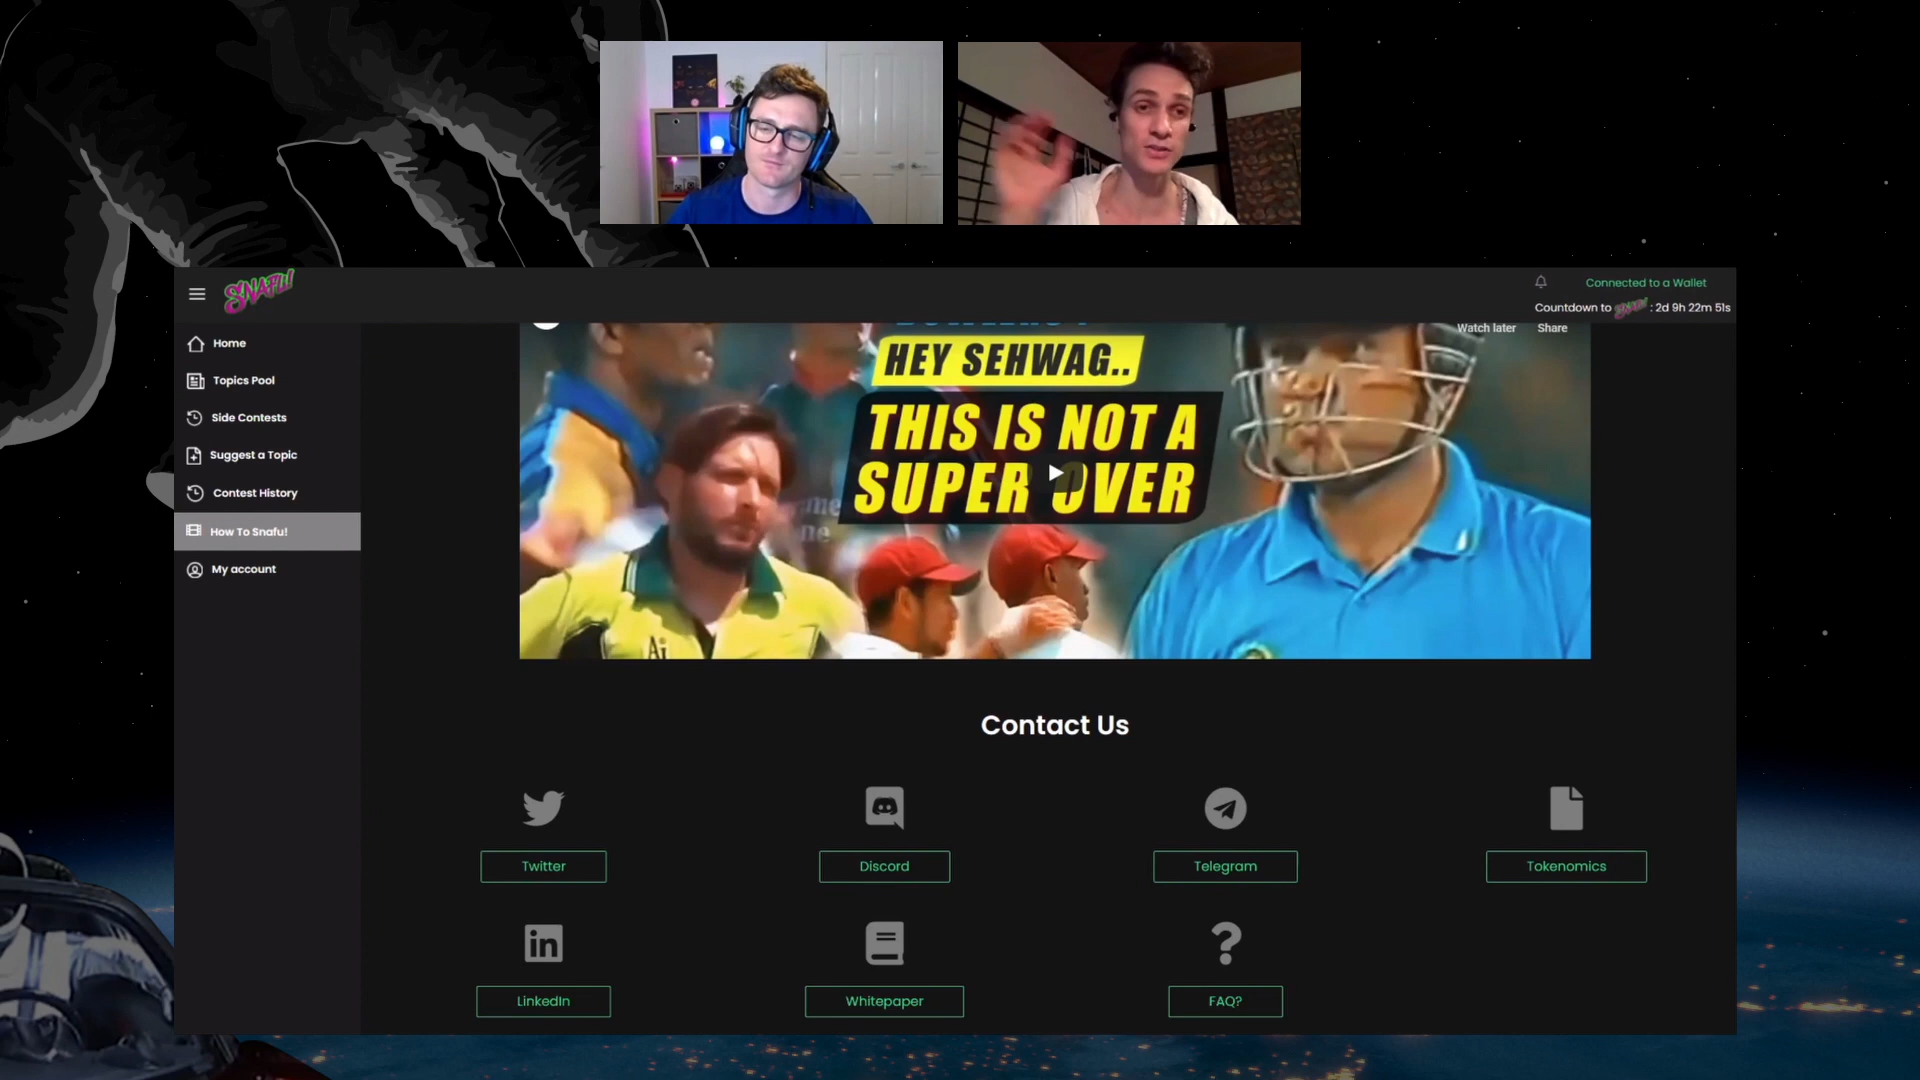 SNAFU!
Connected to a Wallet
Countdown to SNAFU! : 2d 9h 22m 51s
Home
Topics Pool
Side Contests
Suggest a Topic
Contest History
How To Snafu!
My account
Watch later
Share
HEY SEHWAG..
THIS IS NOT A
SUPER OVER
Contact Us
Twitter
Discord
Telegram
Tokenomics
LinkedIn
Whitepaper
FAQ?